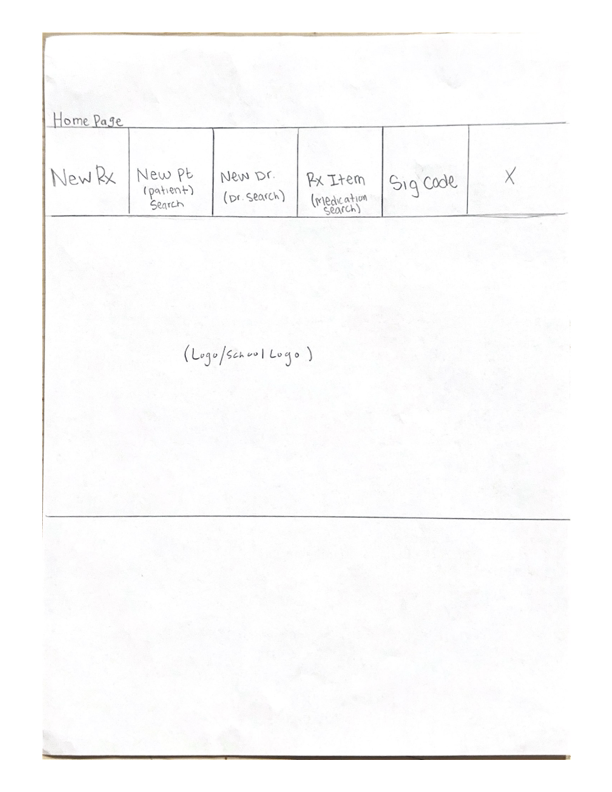 Home Page
New Rx
New Pt
(patient)
Search
New Dr.
(Dr. Search)
Rx Item
(Medication
search)
Sig Code
X
(Logo/School Logo)